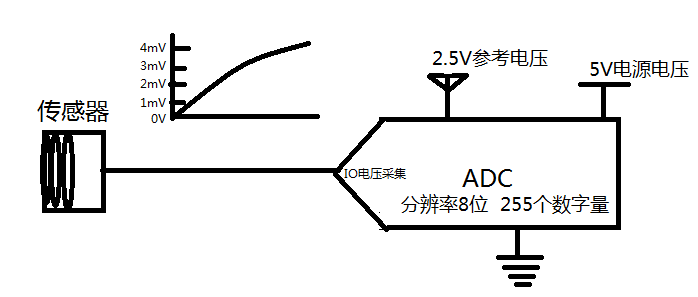 4mV
3mV
2mV
1mV
0V
2.5V参考电压
5V电源电压
传感器
IO电压采集
ADC
分辨率8位 255个数字量